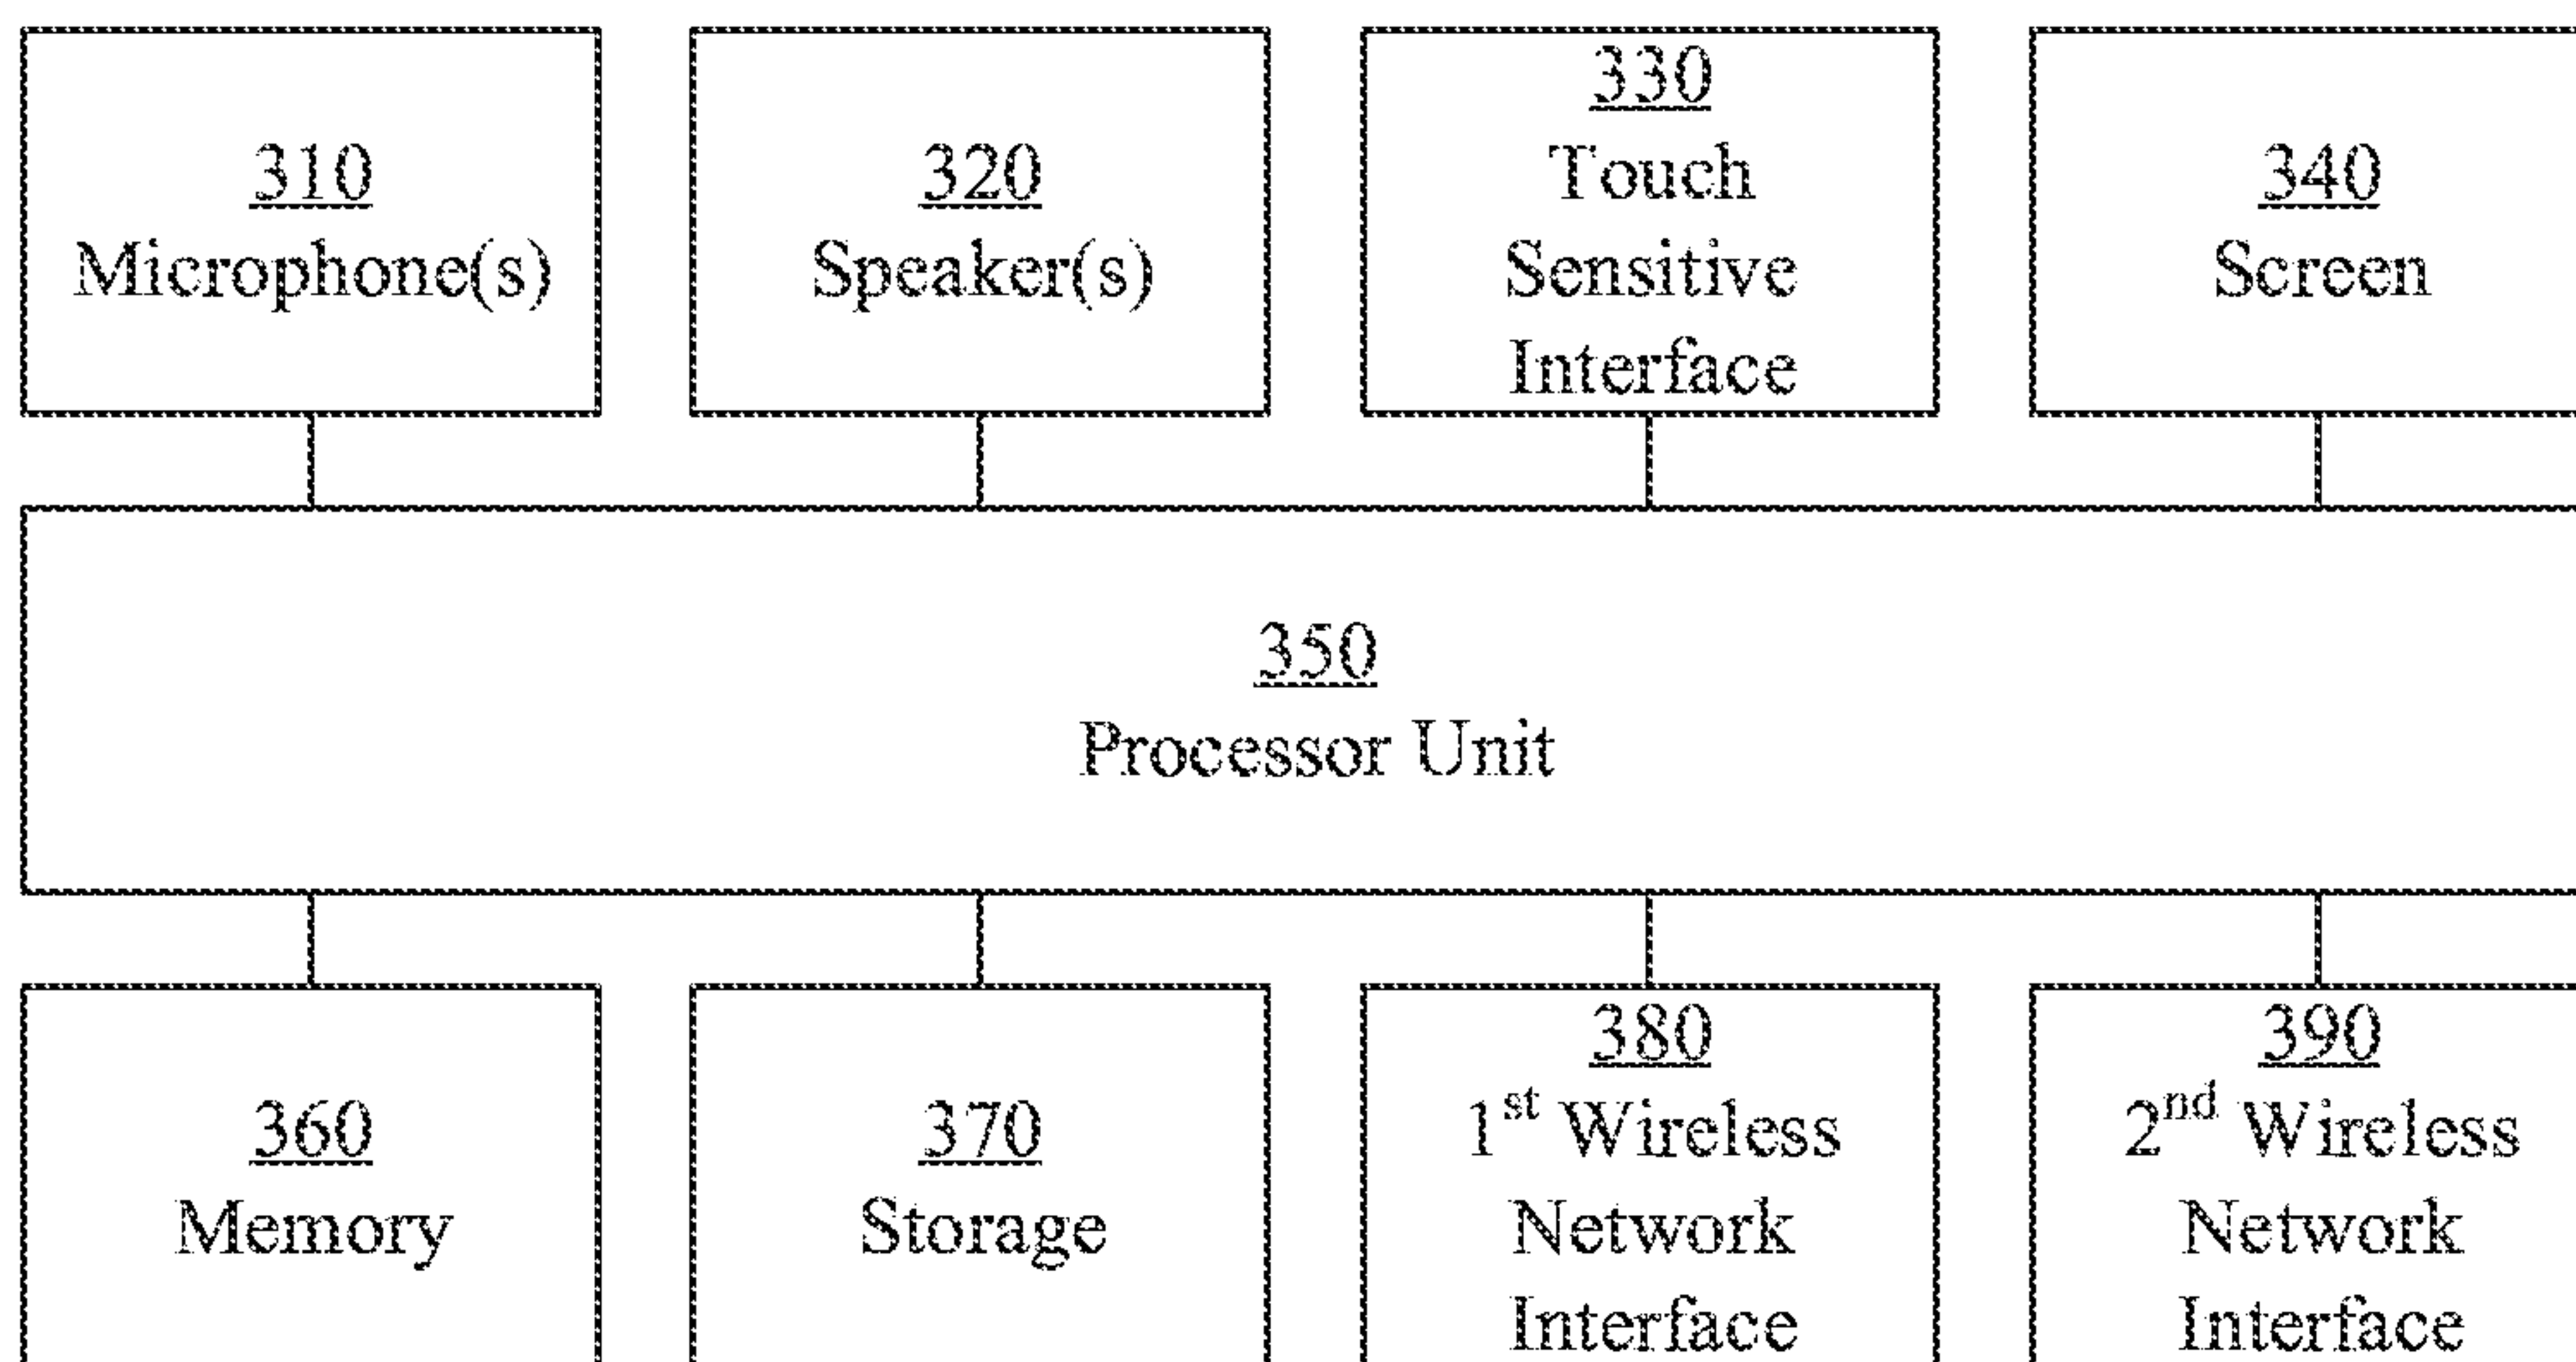 310
Microphone(s)
320
Speaker(s)
330
Touch
Sensitive
Interface
340
Screen
350
Processor Unit
360
Memory
370
Storage
380
1st Wireless
Network
Interface
390
2nd Wireless
Network
Interface